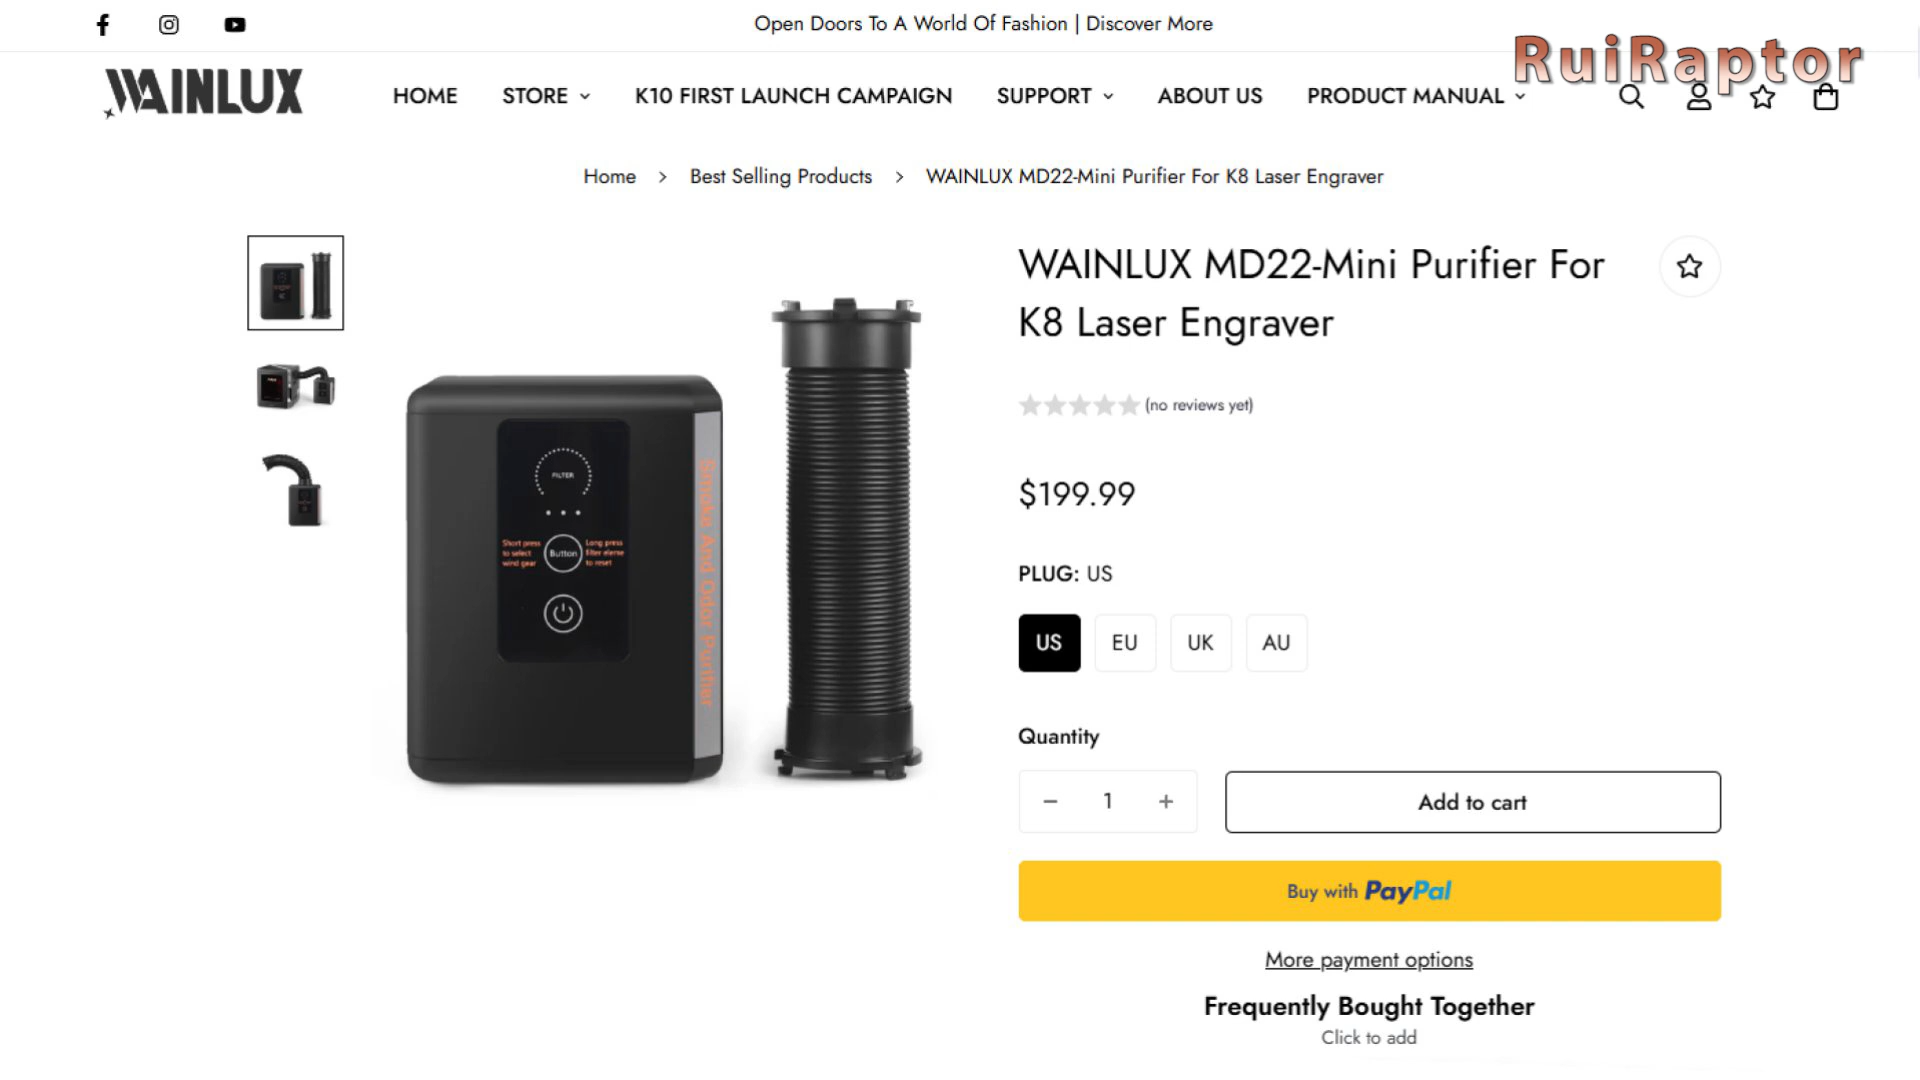 Open Doors To A World Of Fashion | Discover More
RuiRaptor
WAINLUX
HOME
STORE
K10 FIRST LAUNCH CAMPAIGN
SUPPORT
ABOUT US
PRODUCT MANUAL
Home > Best Selling Products > WAINLUX MD22-Mini Purifier For K8 Laser Engraver
WAINLUX MD22-Mini Purifier For
K8 Laser Engraver
(no reviews yet)
$199.99
PLUG: US
US
EU
UK
AU
Quantity
− 1 +
Add to cart
Buy with PayPal
More payment options
Frequently Bought Together
Click to add
FILTER
Short press
to select
wind gear
Button
Long press
filter eleme
to reset
Smoke And Odor Purifier